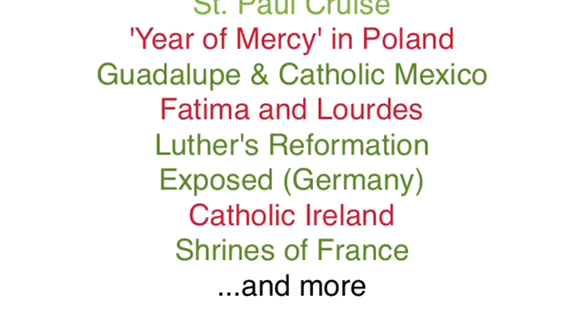 St. Paul Cruise
'Year of Mercy' in Poland
Guadalupe & Catholic Mexico
Fatima and Lourdes
Luther's Reformation
Exposed (Germany)
Catholic Ireland
Shrines of France
...and more